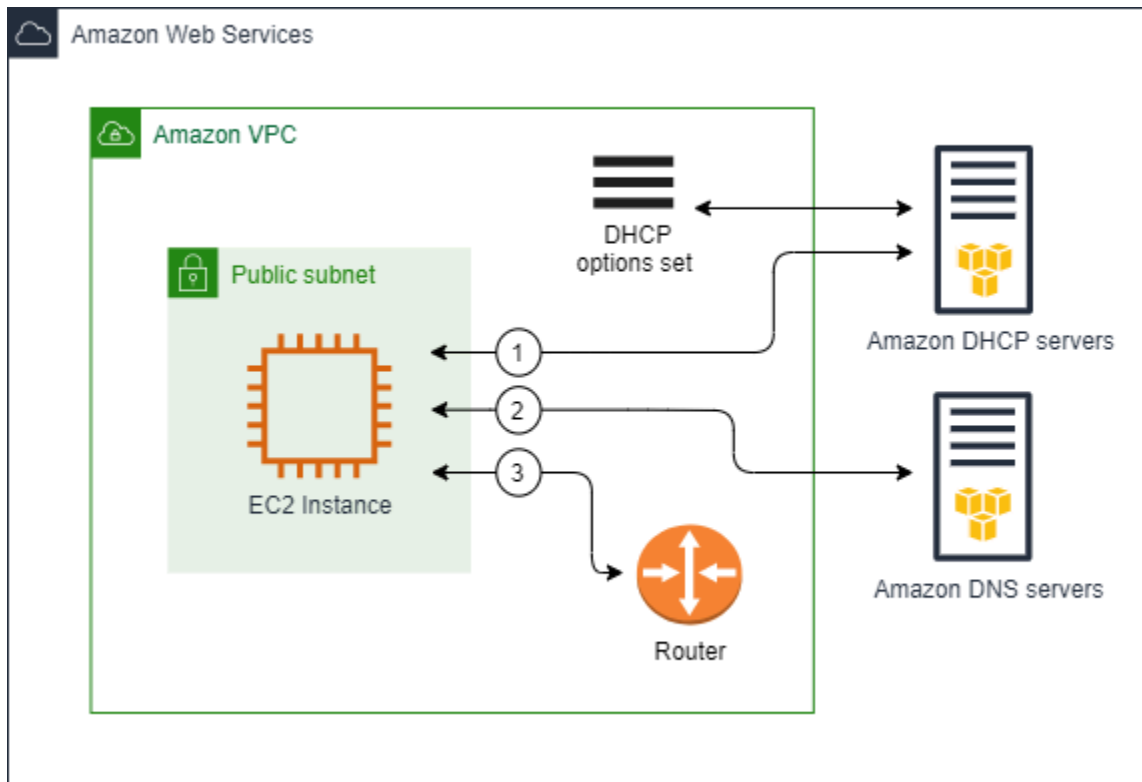 Amazon Web Services
Amazon VPC
DHCP
options set
Amazon DHCP servers
Public subnet
1
2
3
EC2 Instance
Amazon DNS servers
Router